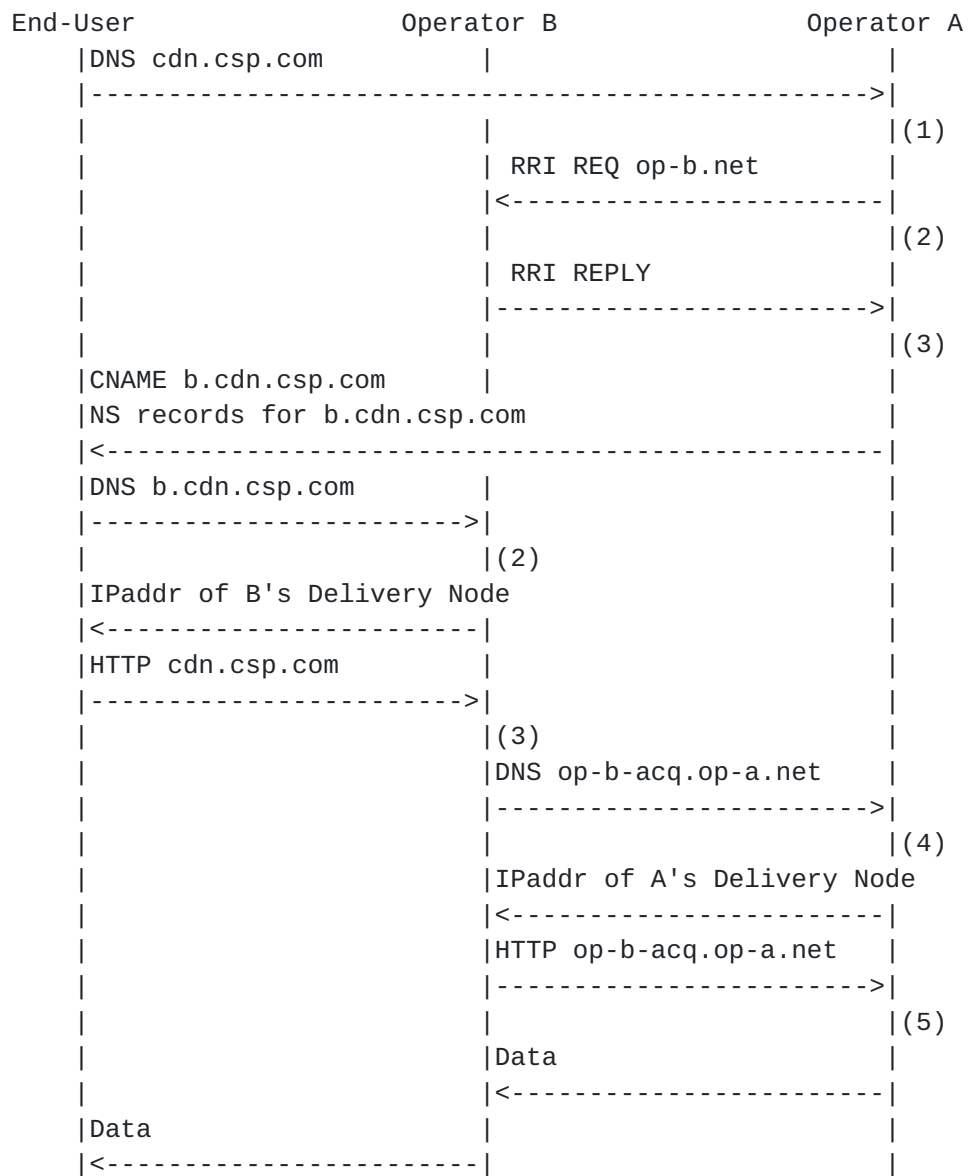 End-User Operator B Operator A
DNS cdn.csp.com
(1)
RRI REQ op-b.net
(2)
RRI REPLY
(3)
CNAME b.cdn.csp.com
NS records for b.cdn.csp.com
DNS b.cdn.csp.com
(2)
IPaddr of B's Delivery Node
HTTP cdn.csp.com
(3)
DNS op-b-acq.op-a.net
(4)
IPaddr of A's Delivery Node
HTTP op-b-acq.op-a.net
(5)
Data
Data